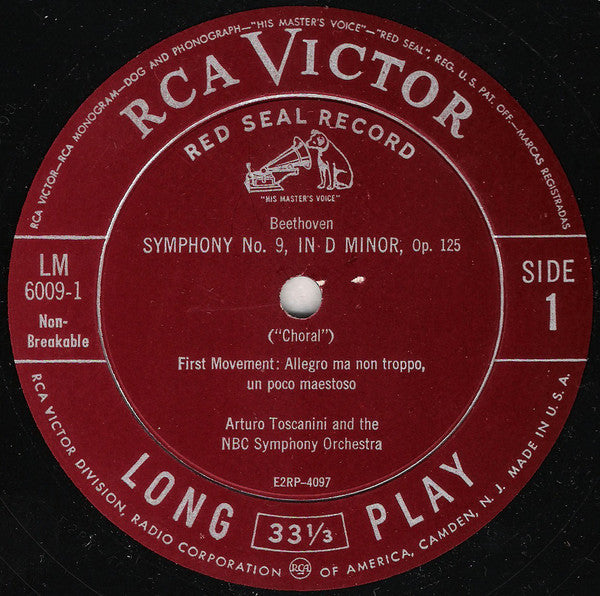 RCA VICTOR—RCA MONOGRAM—DOG AND PHONOGRAPH—"HIS MASTER'S VOICE"—"RED SEAL", REG. U. S. PAT. OFF.—MARCAS REGISTRADAS
RCA VICTOR
RED SEAL RECORD
"HIS MASTER'S VOICE"
Beethoven
SYMPHONY No. 9, IN D MINOR, Op. 125
LM
6009-1
Non-
Breakable
SIDE
1
("Choral")
First Movement: Allegro ma non troppo,
un poco maestoso
Arturo Toscanini and the
NBC Symphony Orchestra
E2RP-4097
LONG 33⅓ PLAY
RCA VICTOR DIVISION, RADIO CORPORATION RCA OF AMERICA, CAMDEN, N. J. MADE IN U.S.A.